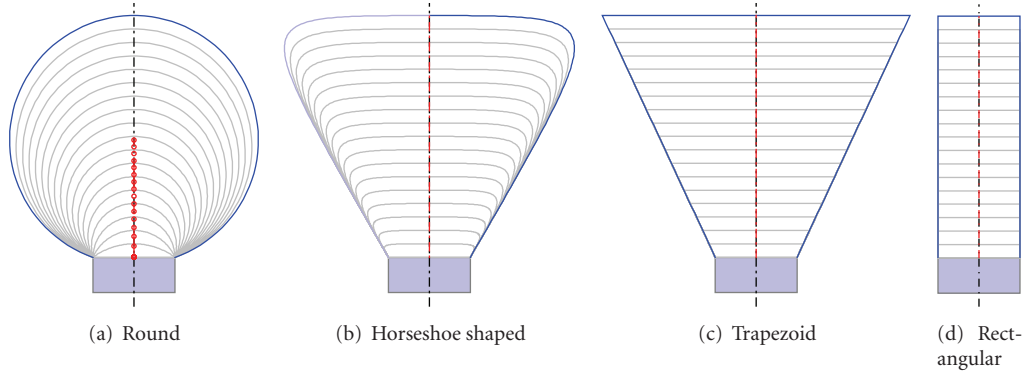 (a) Round
(b) Horseshoe shaped
(c) Trapezoid
(d) Rect-
angular